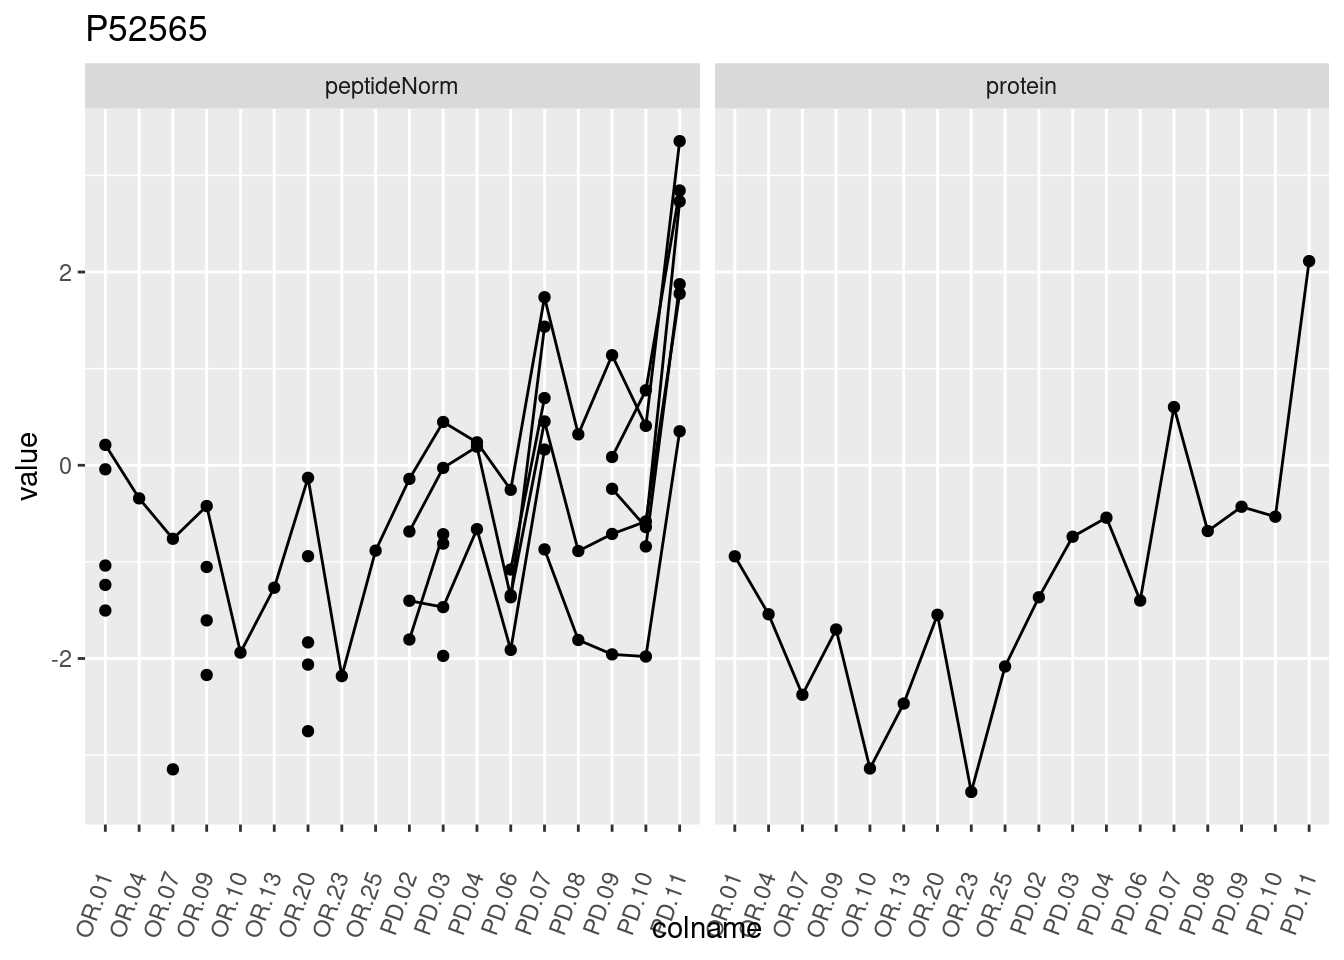 P52565
peptideNorm
protein
value
2
0
-2
OR.01
OR.04
OR.07
OR.09
OR.10
OR.13
OR.20
OR.23
OR.25
PD.02
PD.03
PD.04
PD.06
PD.07
PD.08
PD.09
PD.10
PD.11
OR.01
OR.04
OR.07
OR.09
OR.10
OR.13
OR.20
OR.23
OR.25
PD.02
PD.03
PD.04
PD.06
PD.07
PD.08
PD.09
PD.10
PD.11
colname